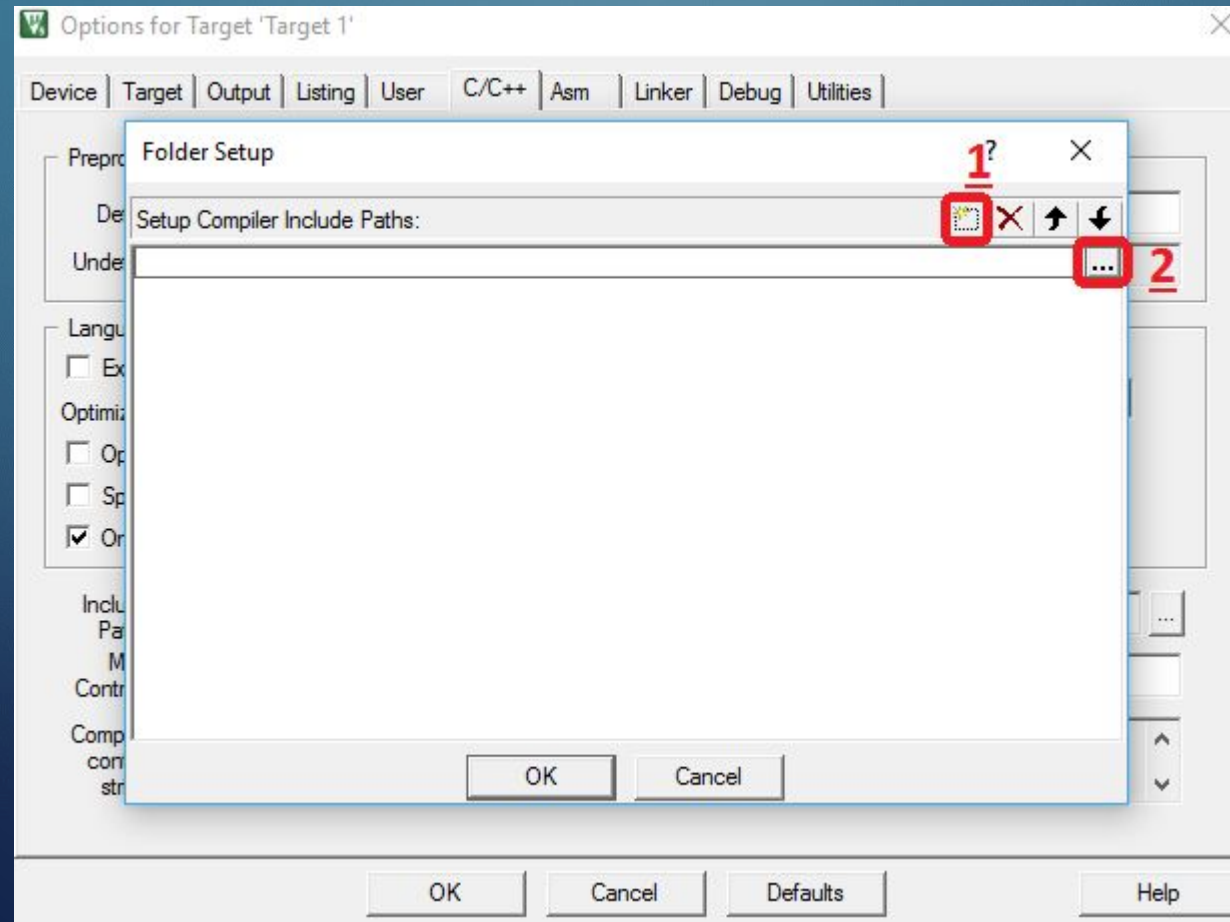 Options for Target 'Target 1'
Device Target Output Listing User C/C++ Asm Linker Debug Utilities
Folder Setup
1
?
Setup Compiler Include Paths:
...
2
...
OK Cancel
OK Cancel Defaults Help